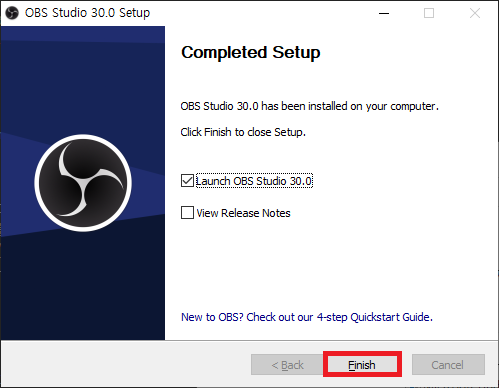 OBS Studio 30.0 Setup
Completed Setup
OBS Studio 30.0 has been installed on your computer.
Click Finish to close Setup.
Launch OBS Studio 30.0
View Release Notes
New to OBS? Check out our 4-step Quickstart Guide.
< Back Finish Cancel